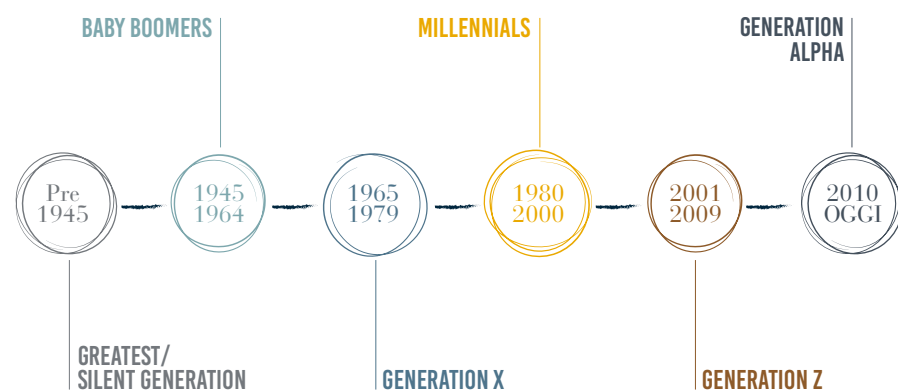 BABY BOOMERS
MILLENNIALS
GENERATION
ALPHA
Pre
1945
1945
1964
1965
1979
1980
2000
2001
2009
2010
OGGI
GREATEST/
SILENT GENERATION
GENERATION X
GENERATION Z